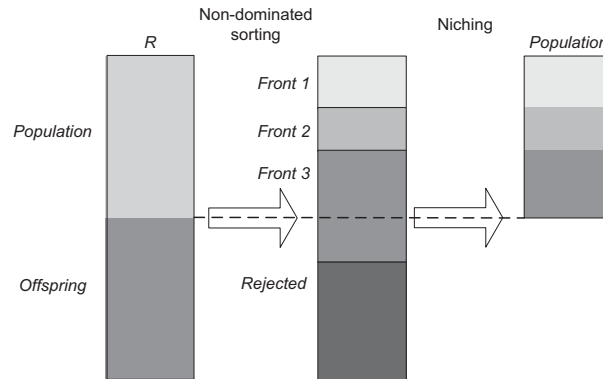 Non-dominated
sorting
Niching
R
Population
Front 1
Population
Front 2
Front 3
Offspring
Rejected